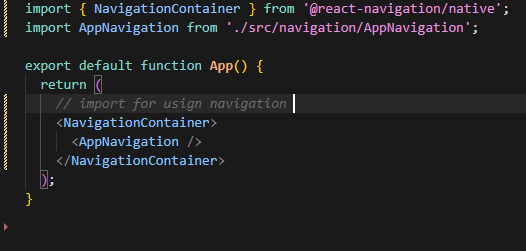 import { NavigationContainer } from '@react-navigation/native';
import AppNavigation from './src/navigation/AppNavigation';

export default function App() {
  return (
    // import for usign navigation
    <NavigationContainer>
      <AppNavigation />
    </NavigationContainer>
  );
}